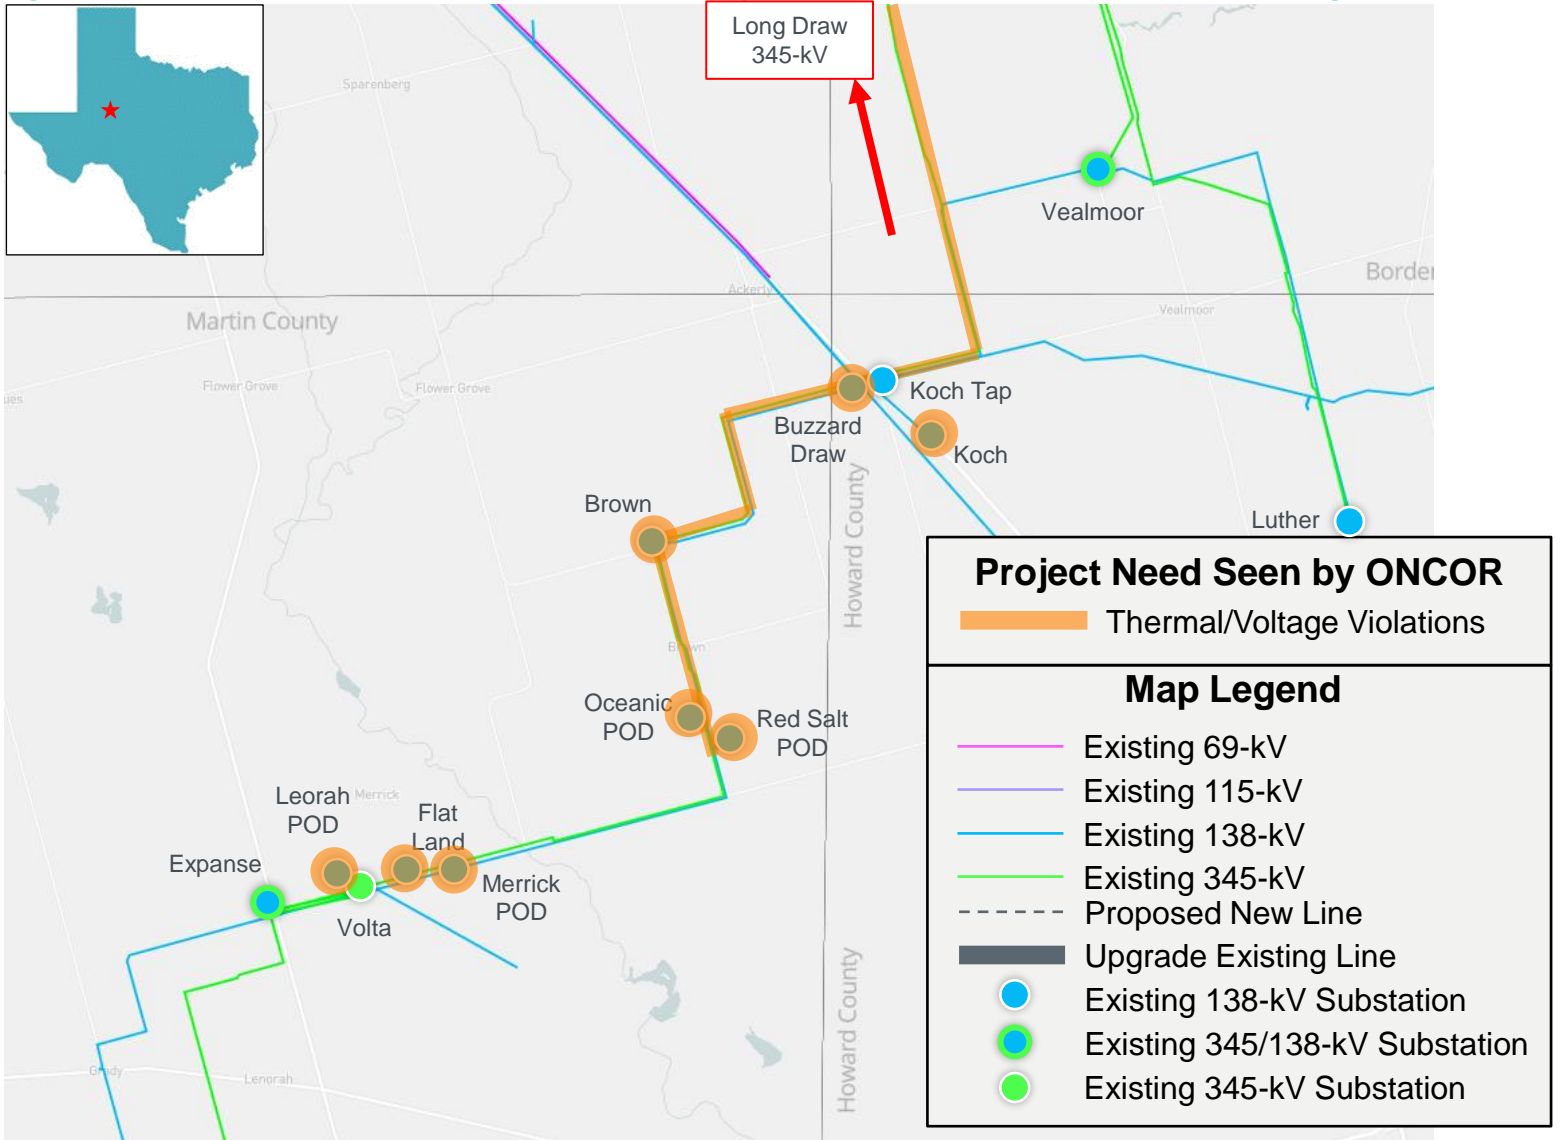 Long Draw
345-kV
Sparenberg
Vealmoor
Border
Ackerly
Vealmoor
Martin County
Flower Grove
Flower Grove
ues
Koch Tap
Buzzard
Draw
Koch
Howard County
Brown
Luther
Brown
Oceanic
POD
Red Salt
POD
Leorah
POD
Merrick
Flat
Land
Expanse
Merrick
POD
Volta
Howard County
Grady
Lenorah
Project Need Seen by ONCOR
Thermal/Voltage Violations
Map Legend
Existing 69-kV
Existing 115-kV
Existing 138-kV
Existing 345-kV
Proposed New Line
Upgrade Existing Line
Existing 138-kV Substation
Existing 345/138-kV Substation
Existing 345-kV Substation